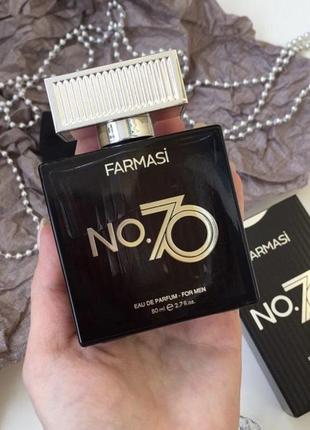 FARMASi
No.70
EAU DE PARFUM - FOR MEN
80 ml ℮ 2.7 fl.oz.
FARMASi
No.70